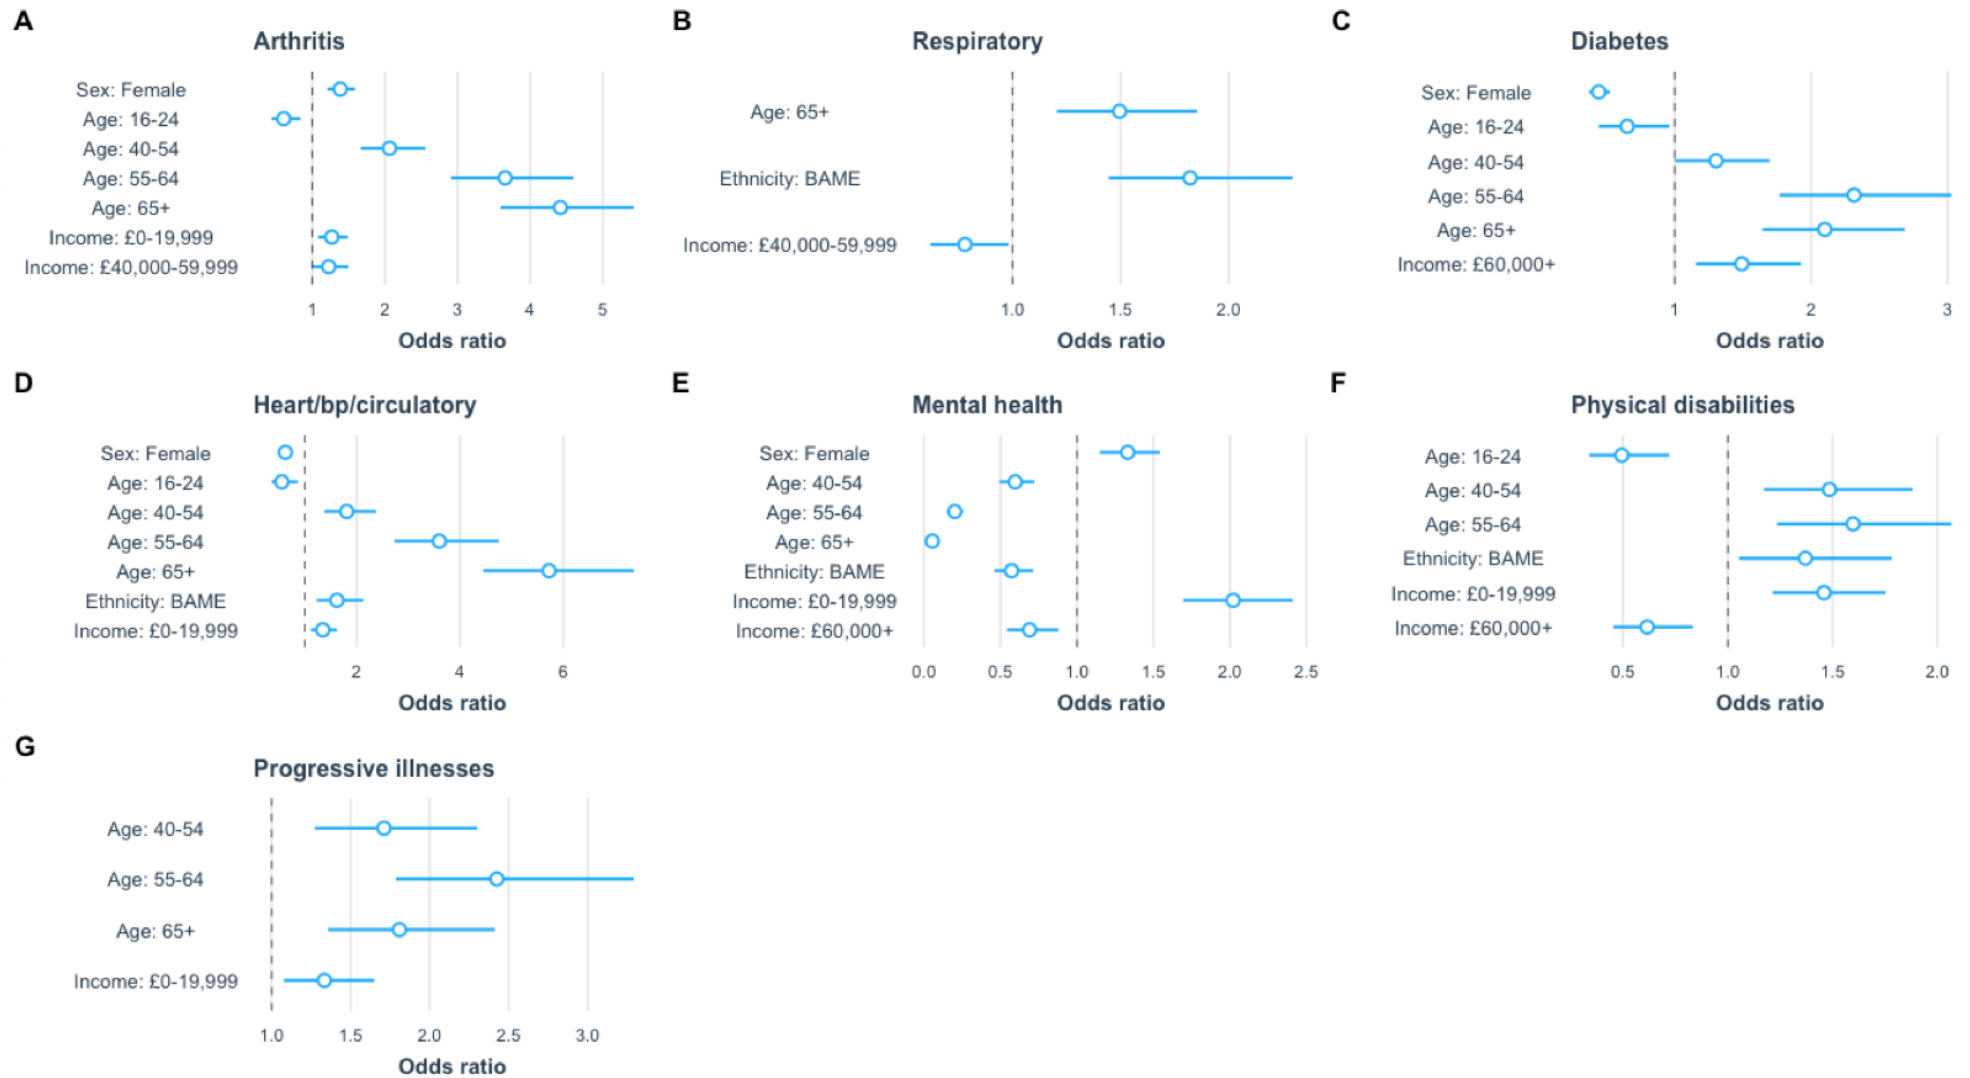 A
Arthritis
Sex: Female
Age: 16-24
Age: 40-54
Age: 55-64
Age: 65+
Income: £0-19,999
Income: £40,000-59,999
1 2 3 4 5
Odds ratio
B
Respiratory
Age: 65+
Ethnicity: BAME
Income: £40,000-59,999
1.0 1.5 2.0
Odds ratio
C
Diabetes
Sex: Female
Age: 16-24
Age: 40-54
Age: 55-64
Age: 65+
Income: £60,000+
1 2 3
Odds ratio
D
Heart/bp/circulatory
Sex: Female
Age: 16-24
Age: 40-54
Age: 55-64
Age: 65+
Ethnicity: BAME
Income: £0-19,999
2 4 6
Odds ratio
E
Mental health
Sex: Female
Age: 40-54
Age: 55-64
Age: 65+
Ethnicity: BAME
Income: £0-19,999
Income: £60,000+
0.0 0.5 1.0 1.5 2.0 2.5
Odds ratio
F
Physical disabilities
Age: 16-24
Age: 40-54
Age: 55-64
Ethnicity: BAME
Income: £0-19,999
Income: £60,000+
0.5 1.0 1.5 2.0
Odds ratio
G
Progressive illnesses
Age: 40-54
Age: 55-64
Age: 65+
Income: £0-19,999
1.0 1.5 2.0 2.5 3.0
Odds ratio